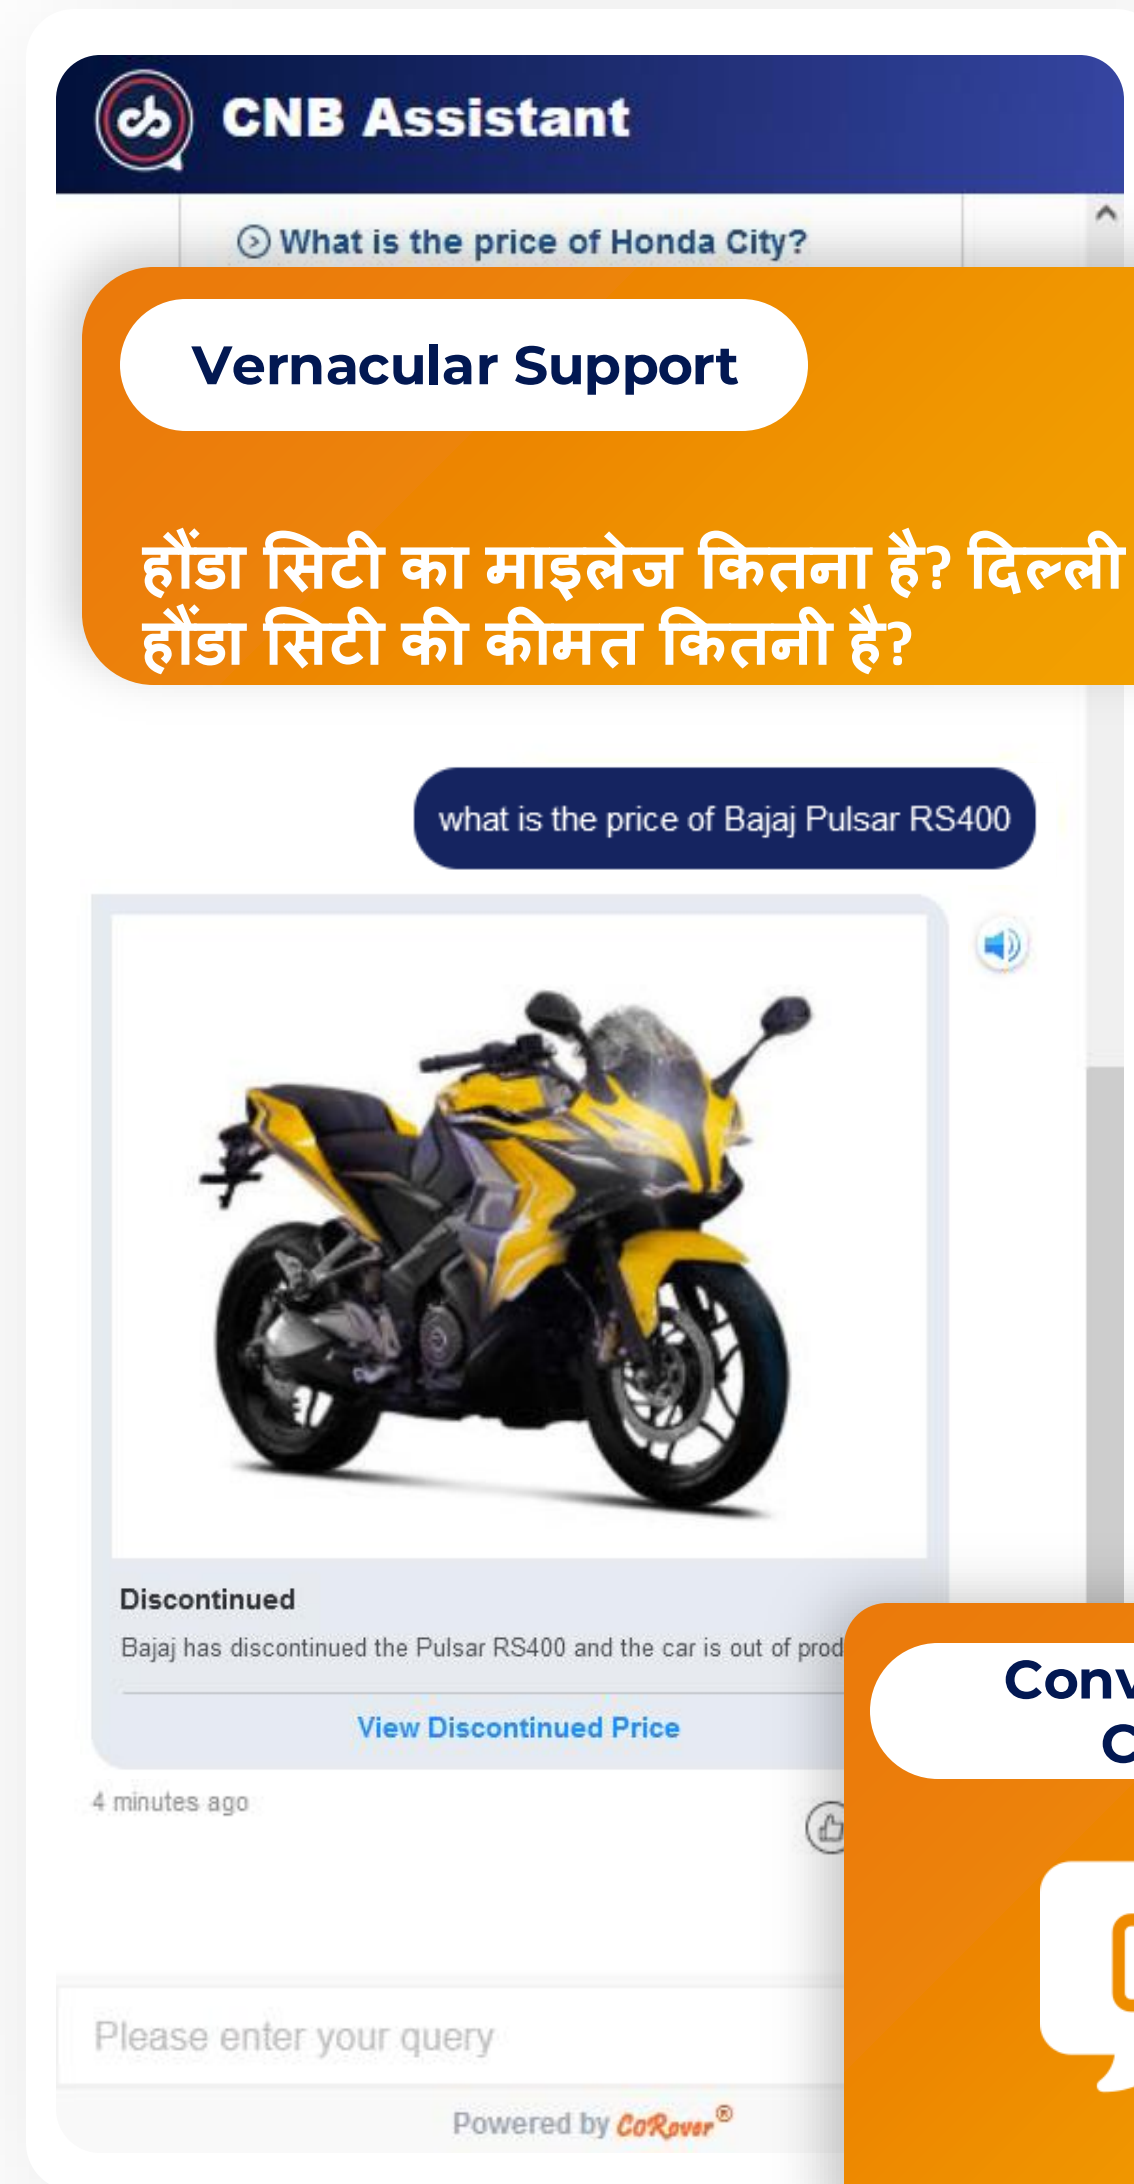 cb
CNB Assistant
What is the price of Honda City?
Vernacular Support
हौंडा सिटी का माइलेज कितना है? दिल्ली
हौंडा सिटी की कीमत कितनी है?
what is the price of Bajaj Pulsar RS400
Discontinued
Bajaj has discontinued the Pulsar RS400 and the car is out of prod
View Discontinued Price
4 minutes ago
Conv
C
Please enter your query
Powered by CoRover®